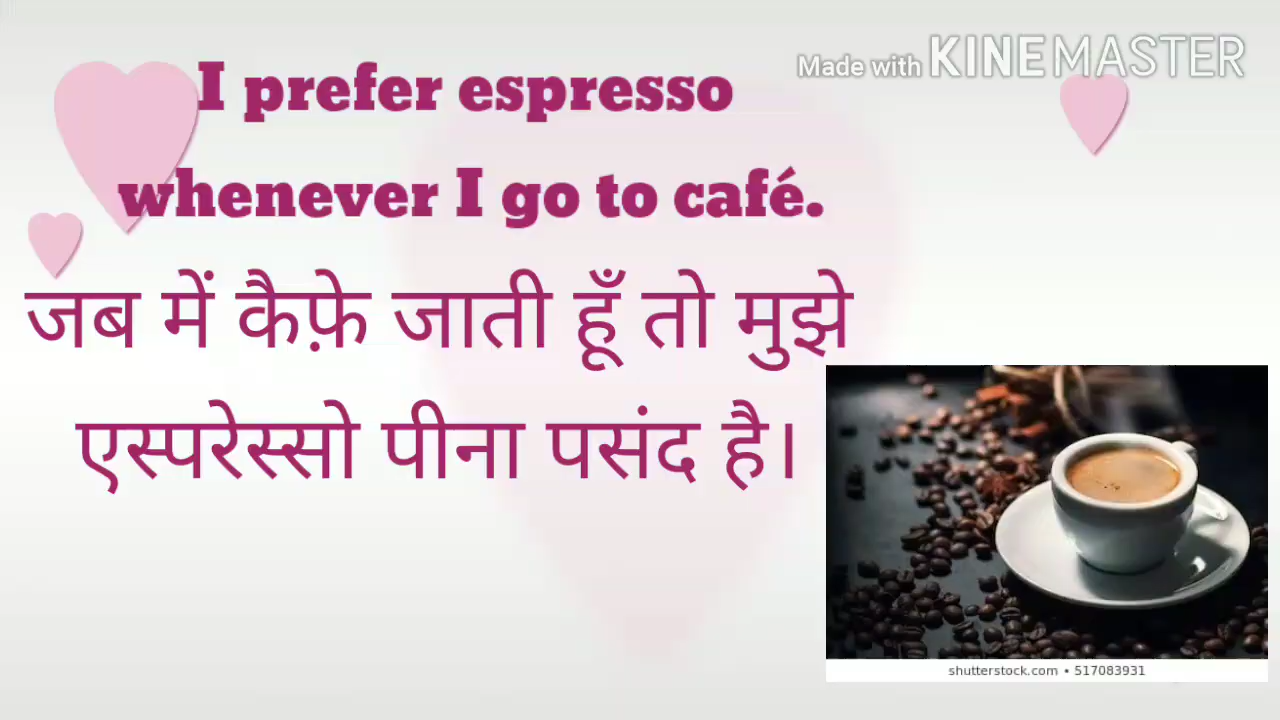 Made with KINEMASTER
I prefer espresso
whenever I go to café.
जब में कैफ़े जाती हूँ तो मुझे
एस्परेस्सो पीना पसंद है।
shutterstock.com • 517083931